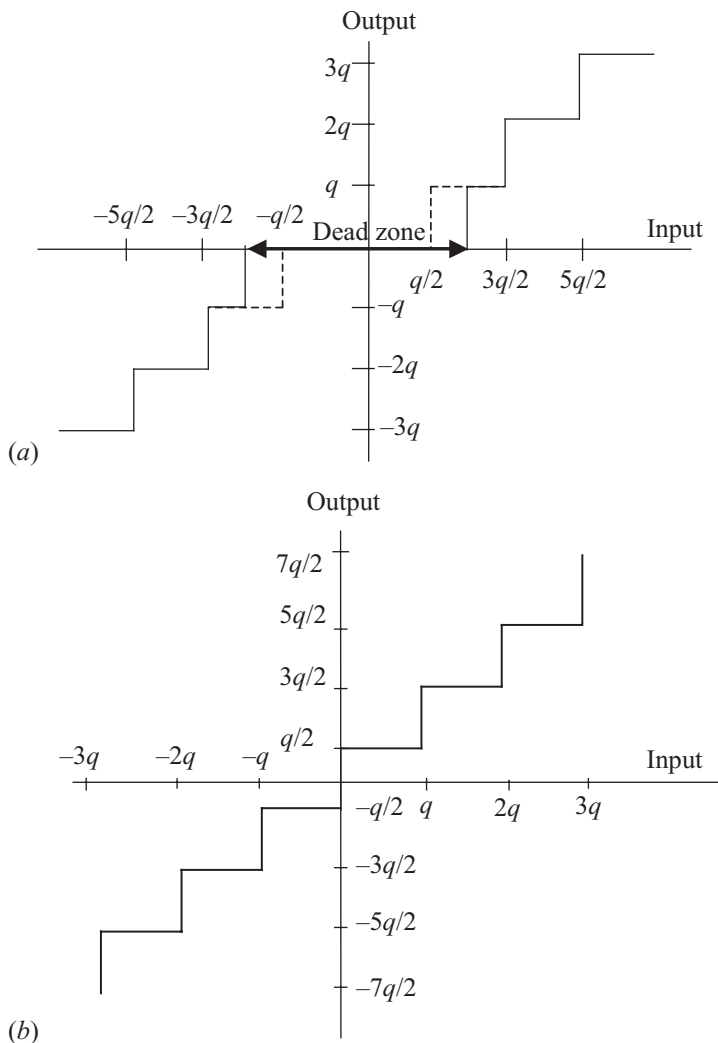 Output
3q
2q
q
−5q/2 −3q/2 −q/2
Dead zone
Input
q/2 3q/2 5q/2
−q
−2q
−3q
(a)
Output
7q/2
5q/2
3q/2
q/2
−3q −2q −q
Input
−q/2 q 2q 3q
−3q/2
−5q/2
−7q/2
(b)